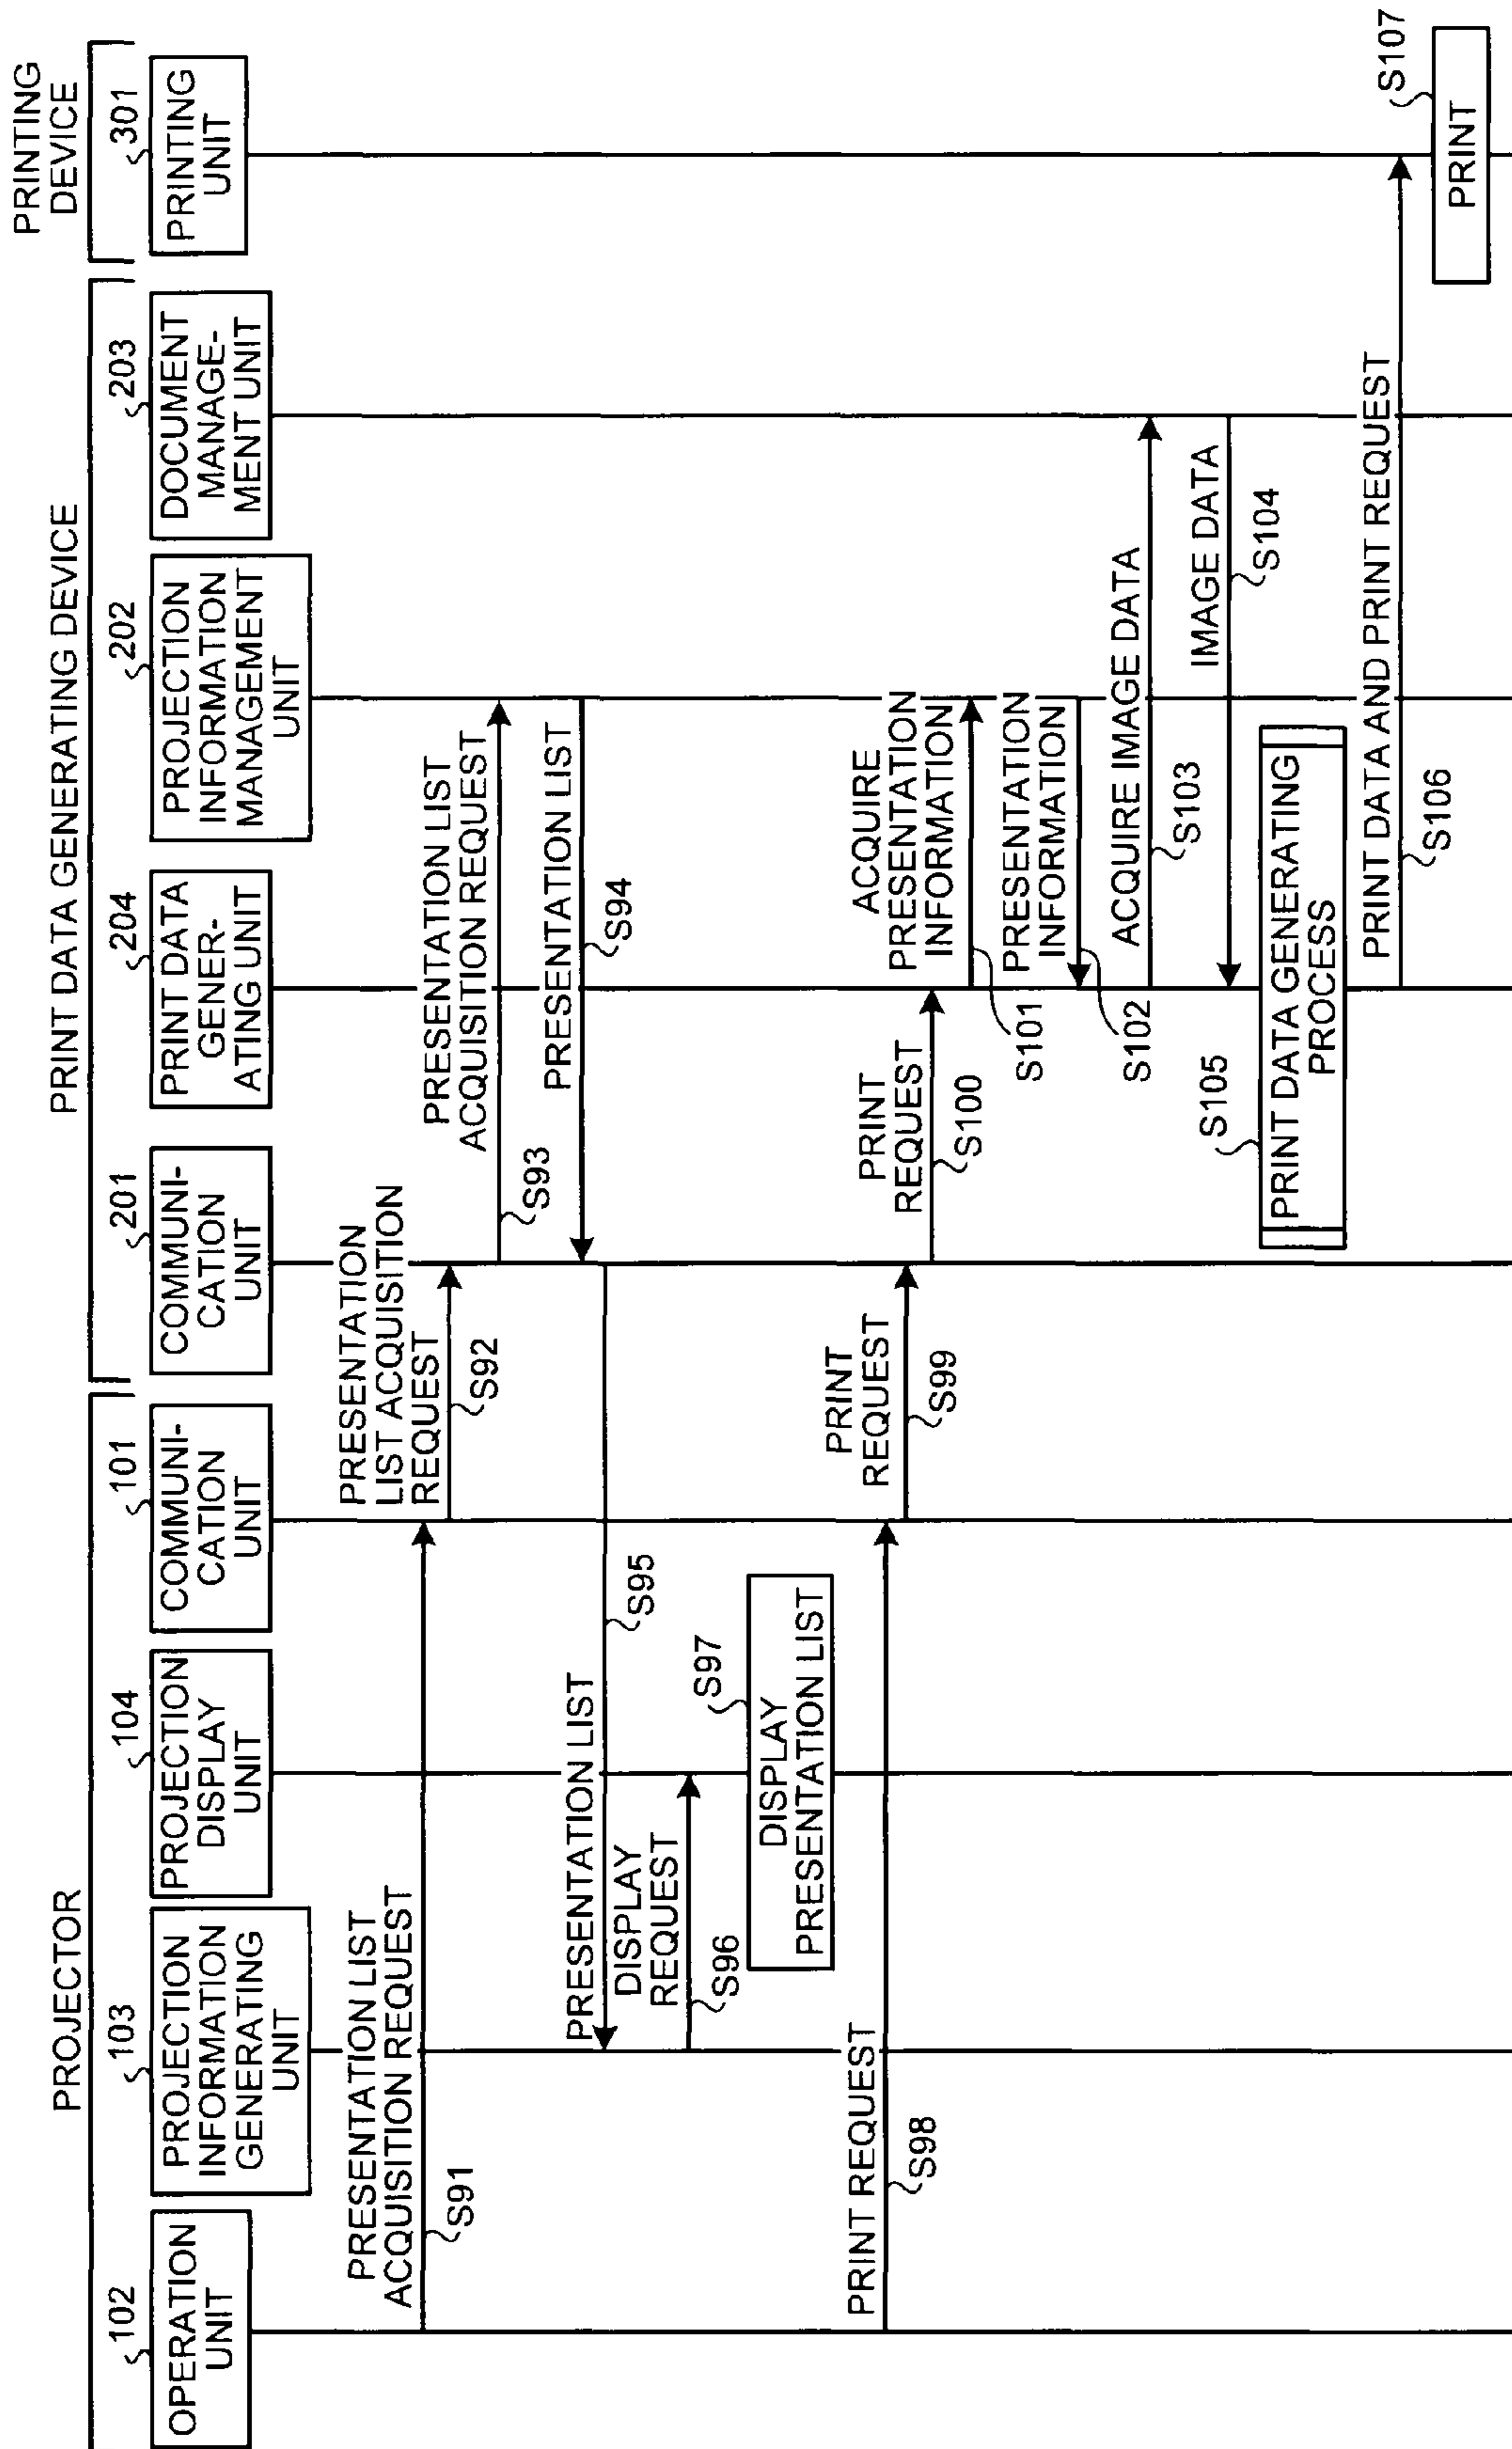 PROJECTOR
PRINT DATA GENERATING DEVICE
PRINTING
DEVICE
102
OPERATION
UNIT
103
PROJECTION
INFORMATION
GENERATING
UNIT
104
PROJECTION
DISPLAY
UNIT
101
COMMUNI-
CATION
UNIT
201
COMMUNI-
CATION
UNIT
204
PRINT DATA
GENER-
ATING UNIT
202
PROJECTION
INFORMATION
MANAGEMENT
UNIT
203
DOCUMENT
MANAGE-
MENT UNIT
301
PRINTING
UNIT
PRESENTATION LIST
ACQUISITION REQUEST
S91
PRESENTATION
LIST ACQUISITION
REQUEST
S92
PRESENTATION LIST
ACQUISITION REQUEST
S93
PRESENTATION LIST
S94
PRESENTATION LIST
S95
DISPLAY
REQUEST
S96
S97
DISPLAY
PRESENTATION LIST
PRINT REQUEST
S98
PRINT
REQUEST
S99
PRINT
REQUEST
S100
ACQUIRE
PRESENTATION
INFORMATION
S101
PRESENTATION
INFORMATION
S102
ACQUIRE IMAGE DATA
S103
IMAGE DATA
S104
S105
PRINT DATA GENERATING
PROCESS
PRINT DATA AND PRINT REQUEST
S106
S107
PRINT